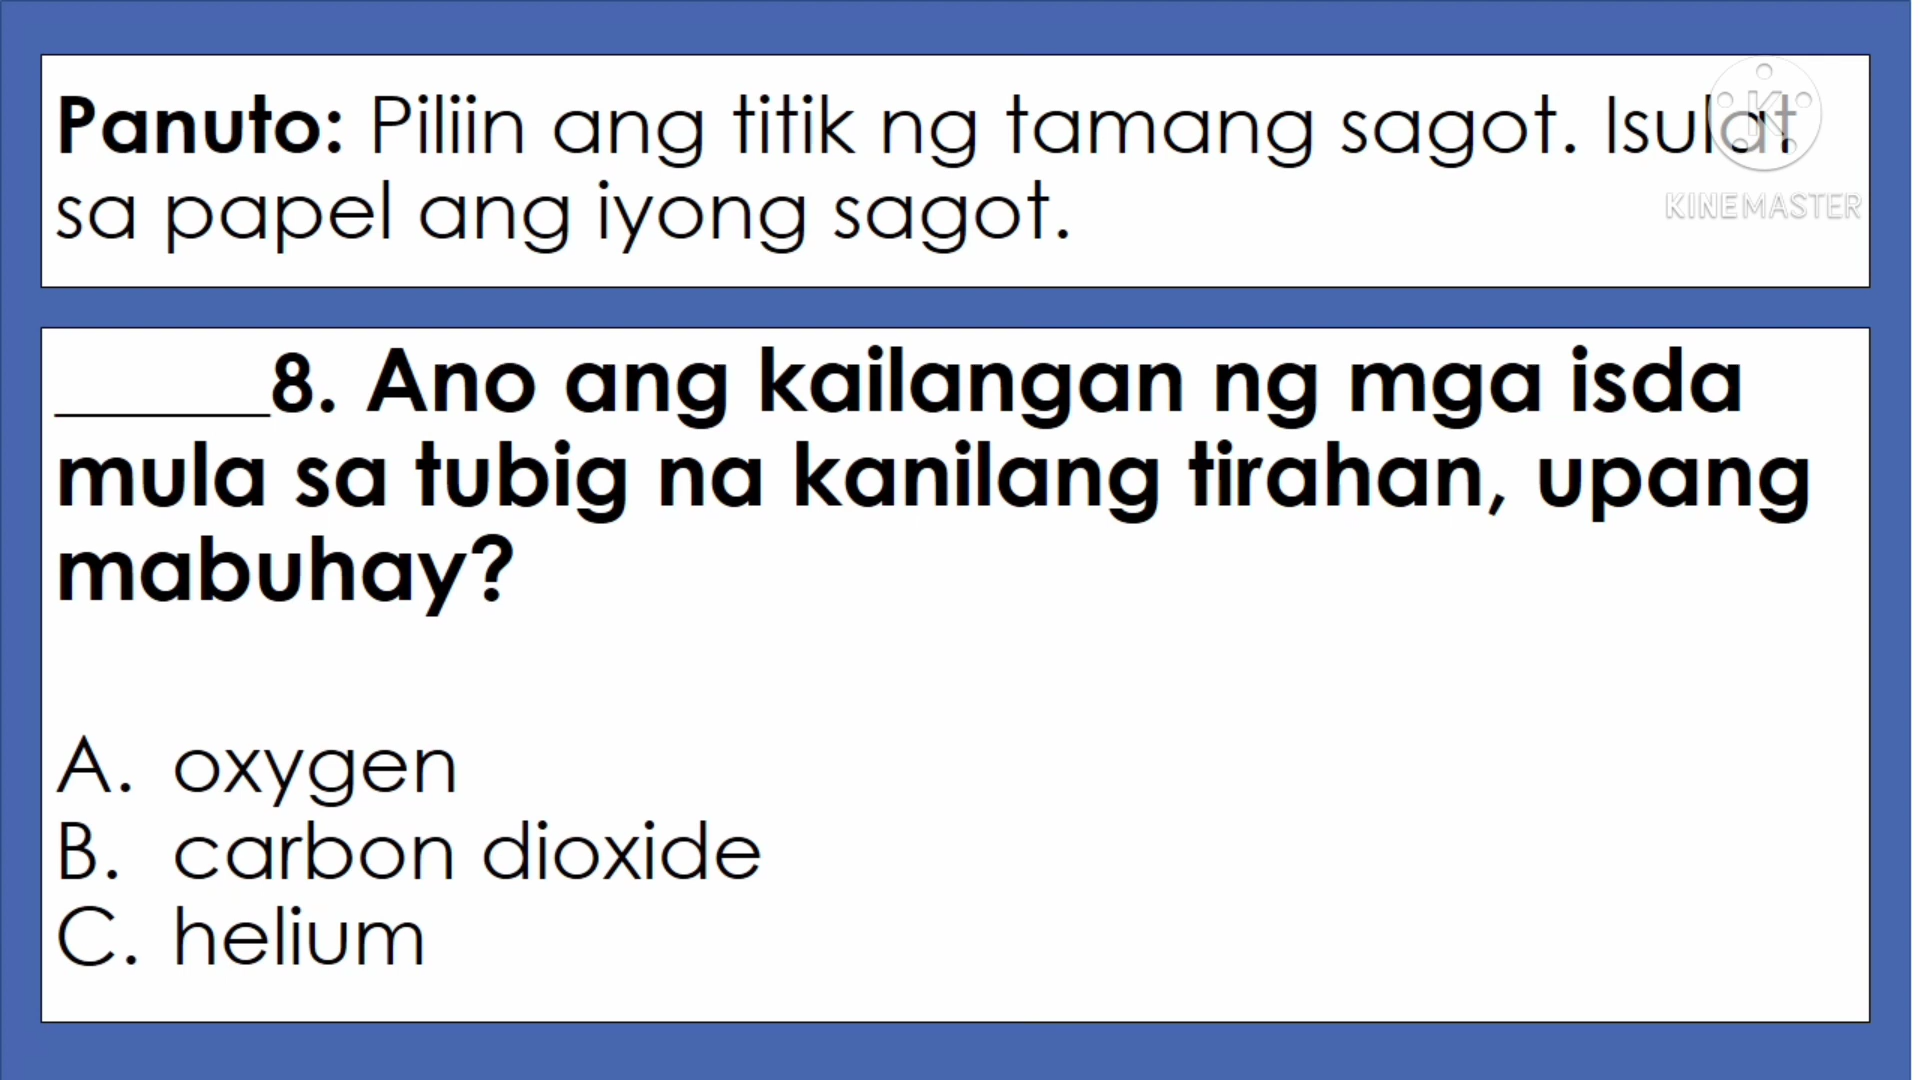 Panuto: Piliin ang titik ng tamang sagot. Isulat
sa papel ang iyong sagot.
KINEMASTER
______8. Ano ang kailangan ng mga isda
mula sa tubig na kanilang tirahan, upang
mabuhay?
A. oxygen
B. carbon dioxide
C. helium